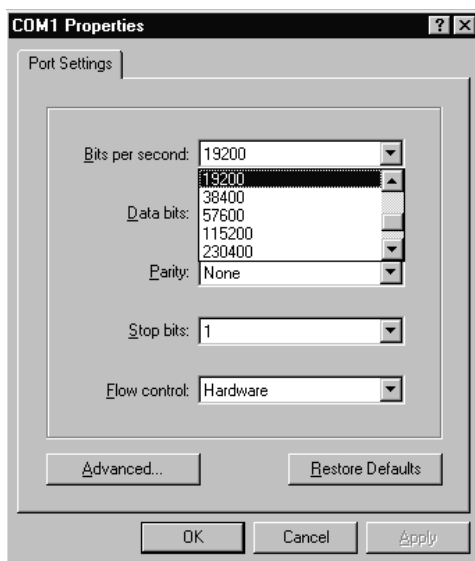 COM1 Properties
Port Settings
Bits per second: 19200
19200
38400
Data bits: 57600
115200
230400
Parity: None
Stop bits: 1
Flow control: Hardware
Advanced... Restore Defaults
OK Cancel Apply